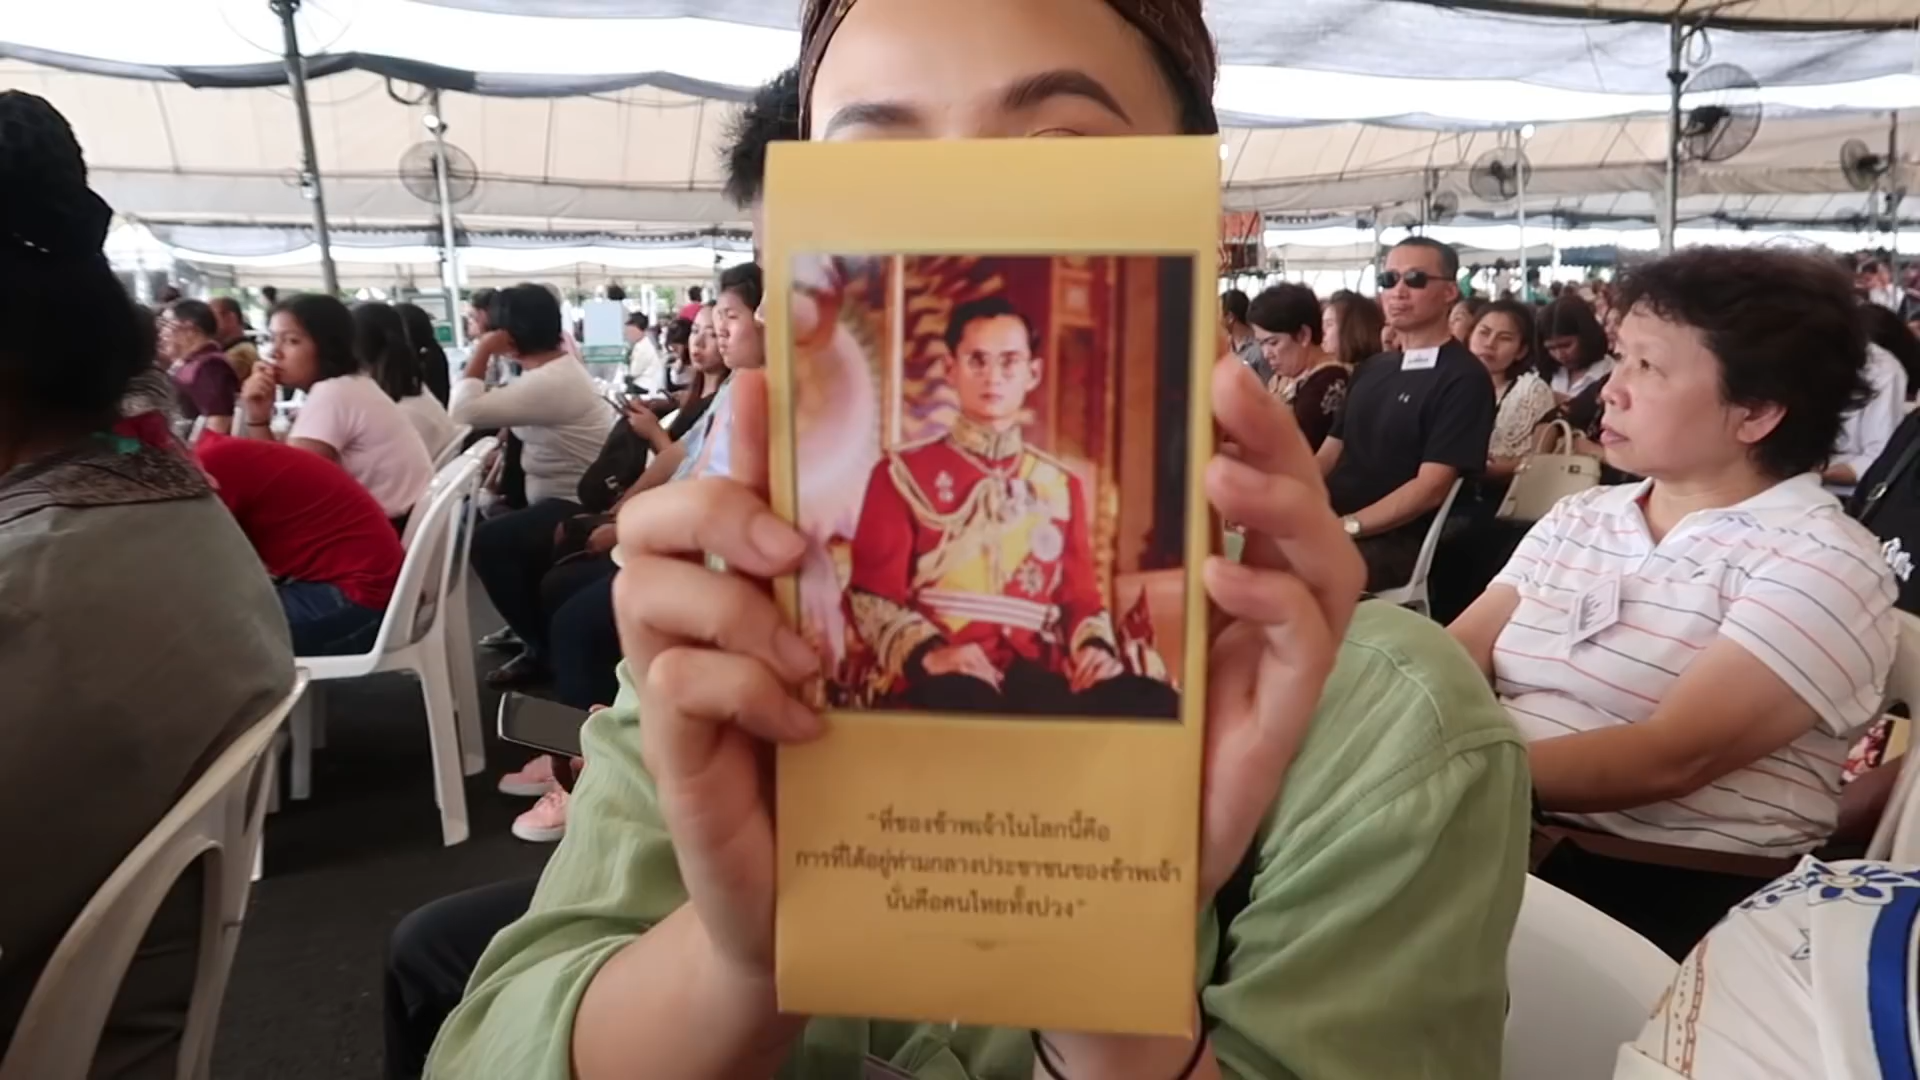 “ที่ของข้าพเจ้าในโลกนี้คือ
การที่ได้อยู่ท่ามกลางประชาชนของข้าพเจ้า
นั่นคือคนไทยทั้งปวง”